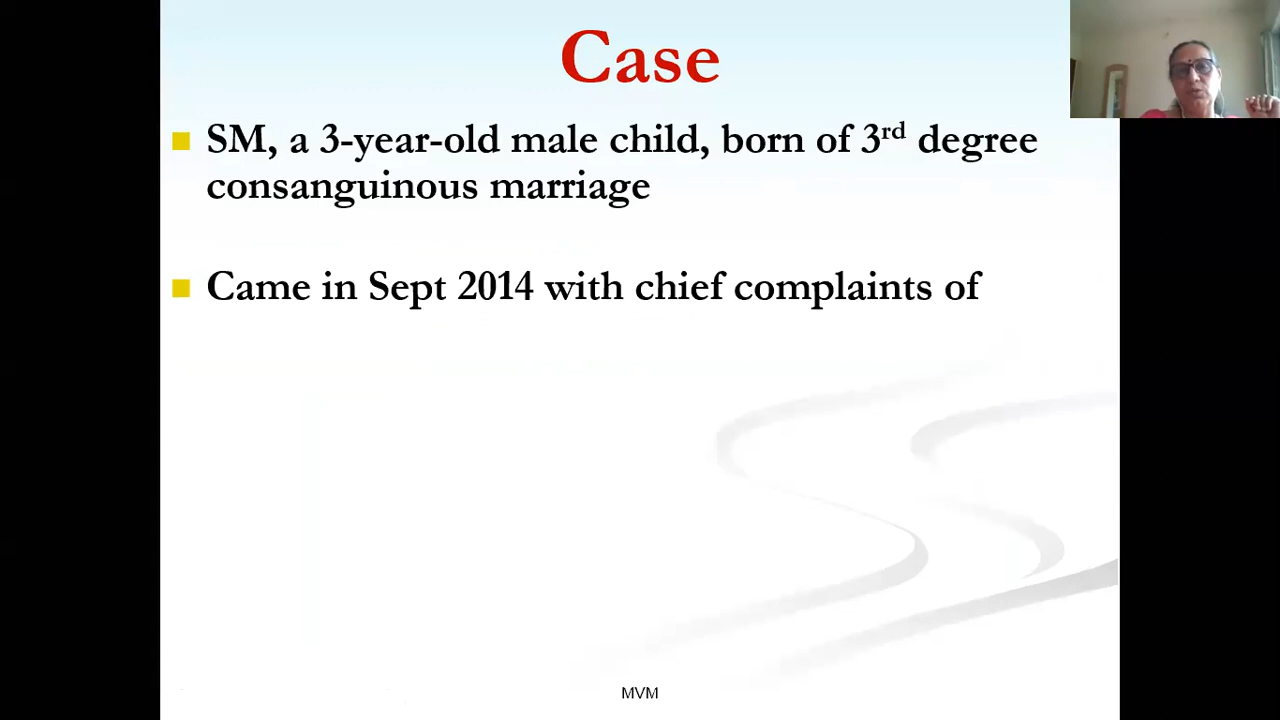 Case
SM, a 3-year-old male child, born of 3rd degree
consanguinous marriage
Came in Sept 2014 with chief complaints of
MVM